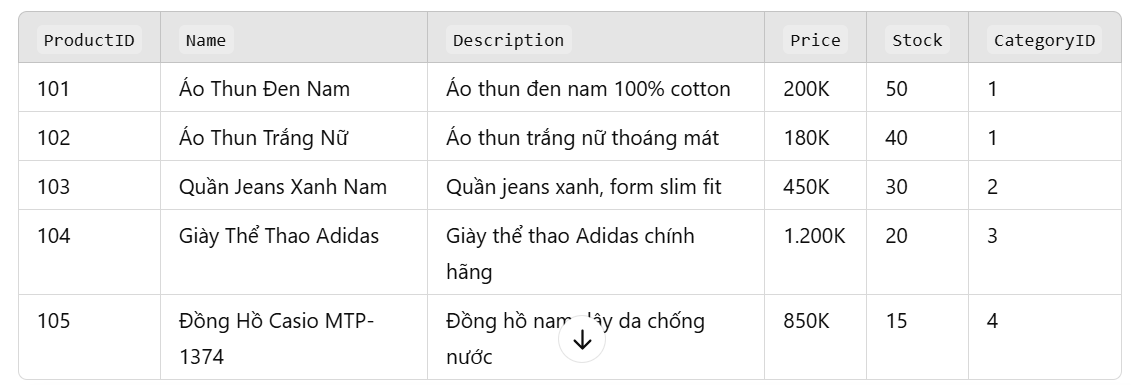 ProductID Name Description Price Stock CategoryID
101 Áo Thun Đen Nam Áo thun đen nam 100% cotton 200K 50 1
102 Áo Thun Trắng Nữ Áo thun trắng nữ thoáng mát 180K 40 1
103 Quần Jeans Xanh Nam Quần jeans xanh, form slim fit 450K 30 2
104 Giày Thể Thao Adidas Giày thể thao Adidas chính 1.200K 20 3
hãng
105 Đồng Hồ Casio MTP- Đồng hồ nam dây da chống 850K 15 4
1374 nước